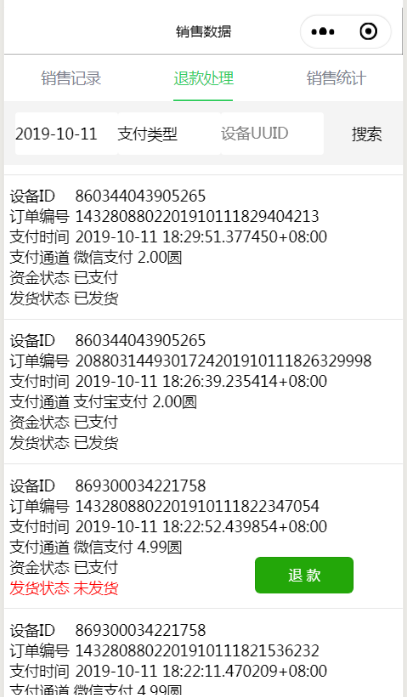 销售数据
销售记录 退款处理 销售统计
2019-10-11 支付类型 设备UUID 搜索
设备ID 860344043905265
订单编号 1432808802201910111829404213
支付时间 2019-10-11 18:29:51.377450+08:00
支付通道 微信支付 2.00圆
资金状态 已支付
发货状态 已发货
设备ID 860344043905265
订单编号 2088031449301724201910111826329998
支付时间 2019-10-11 18:26:39.235414+08:00
支付通道 支付宝支付 2.00圆
资金状态 已支付
发货状态 已发货
设备ID 869300034221758
订单编号 1432808802201910111822347054
支付时间 2019-10-11 18:22:52.439854+08:00
支付通道 微信支付 4.99圆
资金状态 已支付
退 款
发货状态 未发货
设备ID 869300034221758
订单编号 1432808802201910111821536232
支付时间 2019-10-11 18:22:11.470209+08:00
支付通道 微信支付 4.99圆